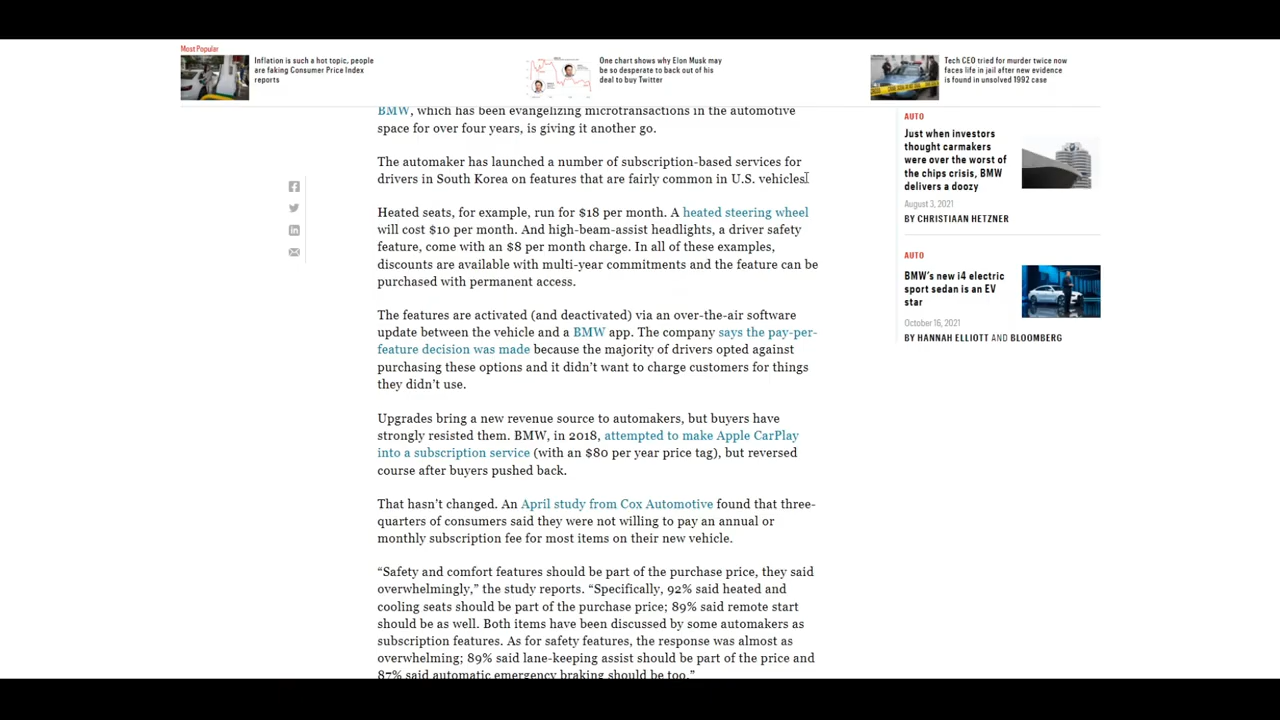 Most Popular
Inflation is such a hot topic, people
are faking Consumer Price Index
reports
One chart shows why Elon Musk may
be so desperate to back out of his
deal to buy Twitter
Tech CEO tried for murder twice now
faces life in jail after new evidence
is found in unsolved 1992 case
BMW, which has been evangelizing microtransactions in the automotive
space for over four years, is giving it another go.
The automaker has launched a number of subscription-based services for
drivers in South Korea on features that are fairly common in U.S. vehicles.
Heated seats, for example, run for $18 per month. A heated steering wheel
will cost $10 per month. And high-beam-assist headlights, a driver safety
feature, come with an $8 per month charge. In all of these examples,
discounts are available with multi-year commitments and the feature can be
purchased with permanent access.
The features are activated (and deactivated) via an over-the-air software
update between the vehicle and a BMW app. The company says the pay-per-
feature decision was made because the majority of drivers opted against
purchasing these options and it didn’t want to charge customers for things
they didn’t use.
Upgrades bring a new revenue source to automakers, but buyers have
strongly resisted them. BMW, in 2018, attempted to make Apple CarPlay
into a subscription service (with an $80 per year price tag), but reversed
course after buyers pushed back.
That hasn’t changed. An April study from Cox Automotive found that three-
quarters of consumers said they were not willing to pay an annual or
monthly subscription fee for most items on their new vehicle.
“Safety and comfort features should be part of the purchase price, they said
overwhelmingly,” the study reports. “Specifically, 92% said heated and
cooling seats should be part of the purchase price; 89% said remote start
should be as well. Both items have been discussed by some automakers as
subscription features. As for safety features, the response was almost as
overwhelming; 89% said lane-keeping assist should be part of the price and
87% said automatic emergency braking should be too.”
AUTO
Just when investors
thought carmakers
were over the worst of
the chips crisis, BMW
delivers a doozy
August 3, 2021
BY CHRISTIAAN HETZNER
AUTO
BMW’s new i4 electric
sport sedan is an EV
star
October 16, 2021
BY HANNAH ELLIOTT AND BLOOMBERG